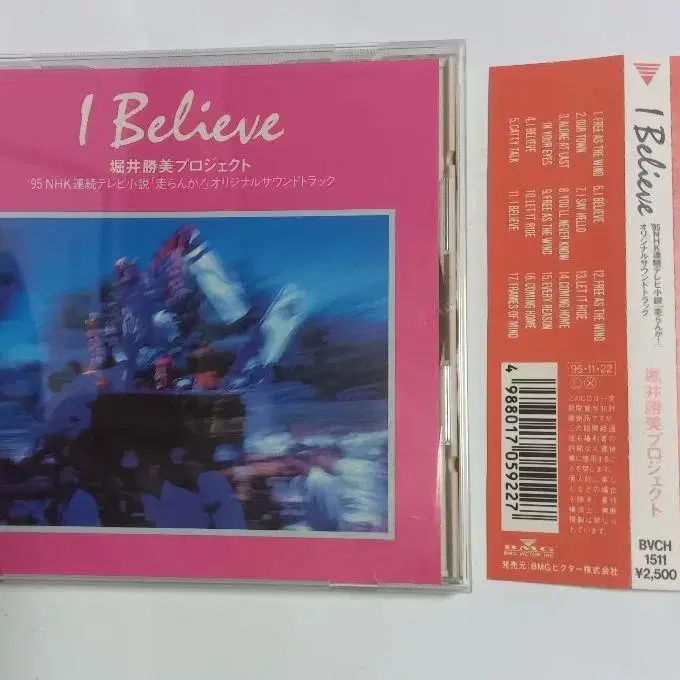 I Believe
堀井勝美プロジェクト
'95 NHK連続テレビ小説「走らんか!」オリジナルサウンドトラック
1. FREE AS THE WIND
2. OUR TOWN
3. ALONE AT LAST
IN YOUR EYES
4. I BELIEVE
5. CATTY TALK
6. I BELIEVE
7. I SAY HELLO
8. YOU'LL NEVER KNOW
9. FREE AS THE WIND
10. LET IT RIDE
11. I BELIEVE
12. FREE AS THE WIND
13. LET IT RIDE
14. COMING HOME
15. EVERY REASON
16. COMING HOME
17. FRAMES OF MIND
95・11・22
4988017059227
BMG
BMG VICTOR, INC.
発売元:BMGビクター株式会社
I Believe
'95NHK連続テレビ小説「走らんか!」
オリジナルサウンドトラック
堀井勝美プロジェクト
BVCH
1511
¥2,500